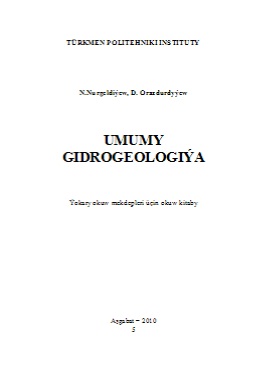 TÜRKMEN POLITEHNIKI INSTITUTY
N.Nurgeldiýew, D. Orazdurdyýew
UMUMY
GIDROGEOLOGIÝA
Ýokary okuw mekdepleri üçin okuw kitaby
Aşgabat – 2010
5